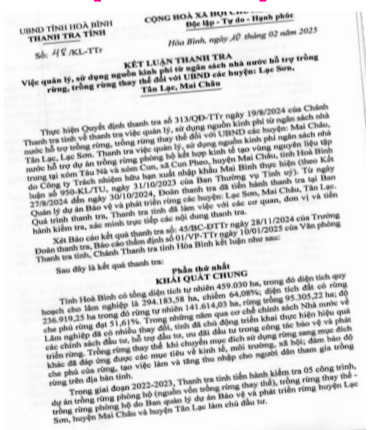 UBND TỈNH HOÀ BÌNH
THANH TRA TỈNH
Số: 48/KL-TTr
CỘNG HOÀ XÃ HỘI CHỦ
Độc lập - Tự do - Hạnh phúc
Hòa Bình, ngày 10 tháng 02 năm 2025
KẾT LUẬN THANH TRA
Việc quản lý, sử dụng nguồn kinh phí từ ngân sách nhà nước hỗ trợ trồng
rừng, trồng rừng thay thế đối với UBND các huyện: Lạc Sơn,
Tân Lạc, Mai Châu
Thực hiện Quyết định thanh tra số 313/QĐ-TTr ngày 19/8/2024 của Chánh
Thanh tra tỉnh về thanh tra việc quản lý, sử dụng nguồn kinh phí từ ngân sách nhà
nước hỗ trợ trồng rừng, trồng rừng thay thế đối với UBND các huyện: Mai Châu,
Tân Lạc, Lạc Sơn. Thanh tra việc quản lý, sử dụng nguồn kinh phí ngân sách nhà
nước hỗ trợ dự án trồng rừng phòng hộ kết hợp kinh tế tạo vùng nguyên liệu tập
trung tại xóm Táu Nà và xóm Cun, xã Cun Pheo, huyện Mai Châu, tỉnh Hoà Bình
do Công ty Trách nhiệm hữu hạn xuất nhập khẩu Mai Bình thực hiện (theo Kết
luận số 950-KL/TU, ngày 31/10/2023 của Ban Thường vụ Tỉnh uỷ). Từ ngày
27/8/2024 đến ngày 30/10/2024, Đoàn thanh tra đã tiến hành thanh tra tại Ban
Quản lý dự án Bảo vệ và phát triển rừng các huyện: Lạc Sơn, Mai Châu, Tân Lạc.
Quá trình thanh tra, Thanh tra tỉnh đã làm việc với các cơ quan, đơn vị và tiến
hành kiểm tra, xác minh trực tiếp các nội dung thanh tra.
Xét Báo cáo kết quả thanh tra số: 45/BC-ĐTTr ngày 28/11/2024 của Trưởng
Đoàn thanh tra, Báo cáo thẩm định số 01/VP-TTr ngày 10/01/2025 của Văn phòng
Thanh tra tỉnh, Chánh Thanh tra tỉnh Hoà Bình kết luận như sau:
Sau đây là kết quả thanh tra:
Phần thứ nhất
KHÁI QUÁT CHUNG
Tỉnh Hoà Bình có tổng diện tích tự nhiên 459.030 ha, trong đó diện tích quy
hoạch cho lâm nghiệp là 294.183,58 ha, chiếm 64,08%; diện tích đất có rừng
236.919,25 ha trong đó rừng tự nhiên 141.614,03 ha, rừng trồng 95.305,22 ha; độ
che phủ rừng đạt 51,61%. Trong những năm qua cơ chế chính sách Nhà nước về
Lâm nghiệp đã có nhiều thay đổi, tỉnh đã chủ động triển khai thực hiện hiệu quả
các chính sách đầu tư, hỗ trợ đầu tư, ưu đãi đầu tư trong công tác bảo vệ và phát
triển rừng. Trồng rừng thay thế khi chuyển mục đích sử dụng rừng sang mục đích
khác đã đáp ứng được các mục tiêu về kinh tế, môi trường, xã hội; đảm bảo độ
che phủ của rừng, tạo việc làm và tăng thu nhập cho người dân tham gia trồng
rừng trên địa bàn tỉnh.
Trong giai đoạn 2022-2023, Thanh tra tỉnh tiến hành kiểm tra 05 công trình,
dự án trồng rừng phòng hộ (nguồn vốn trồng rừng thay thế), trồng rừng thay thế -
trồng rừng phòng hộ do Ban quản lý dự án Bảo vệ và phát triển rừng huyện Lạc
Sơn, huyện Mai Châu và huyện Tân Lạc làm chủ đầu tư.